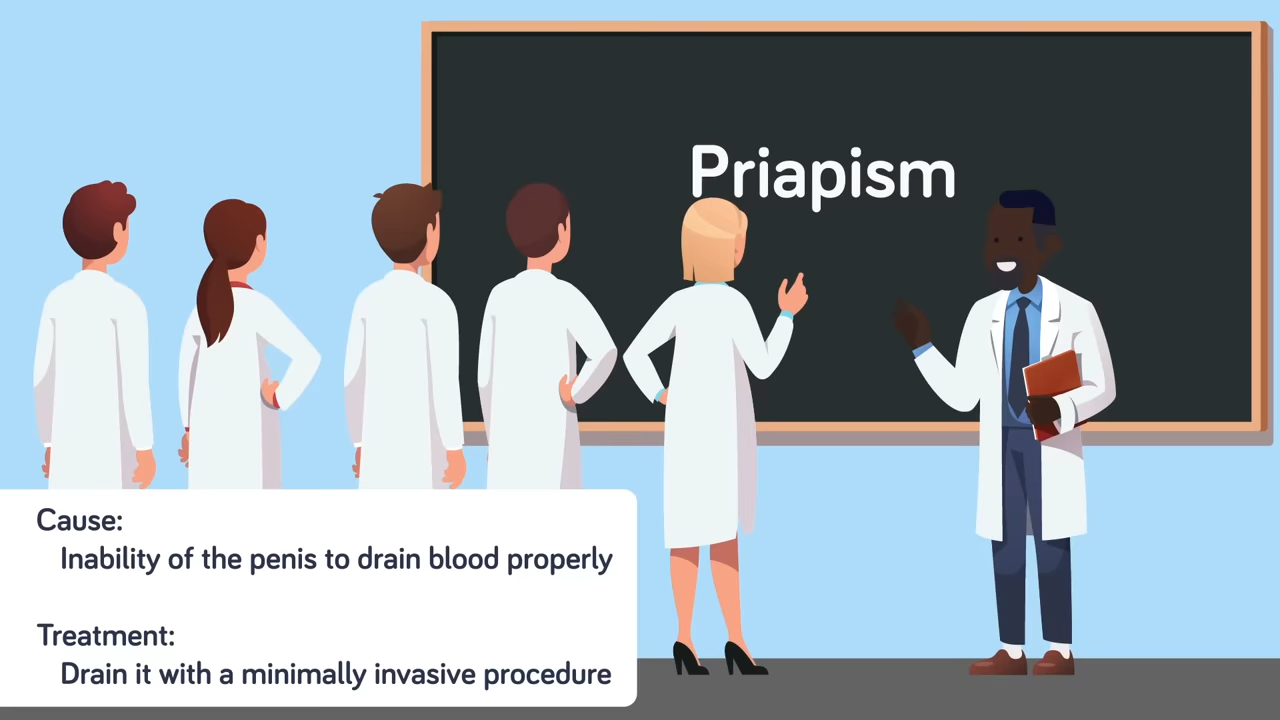 Priapism
Cause:
Inability of the penis to drain blood properly
Treatment:
Drain it with a minimally invasive procedure